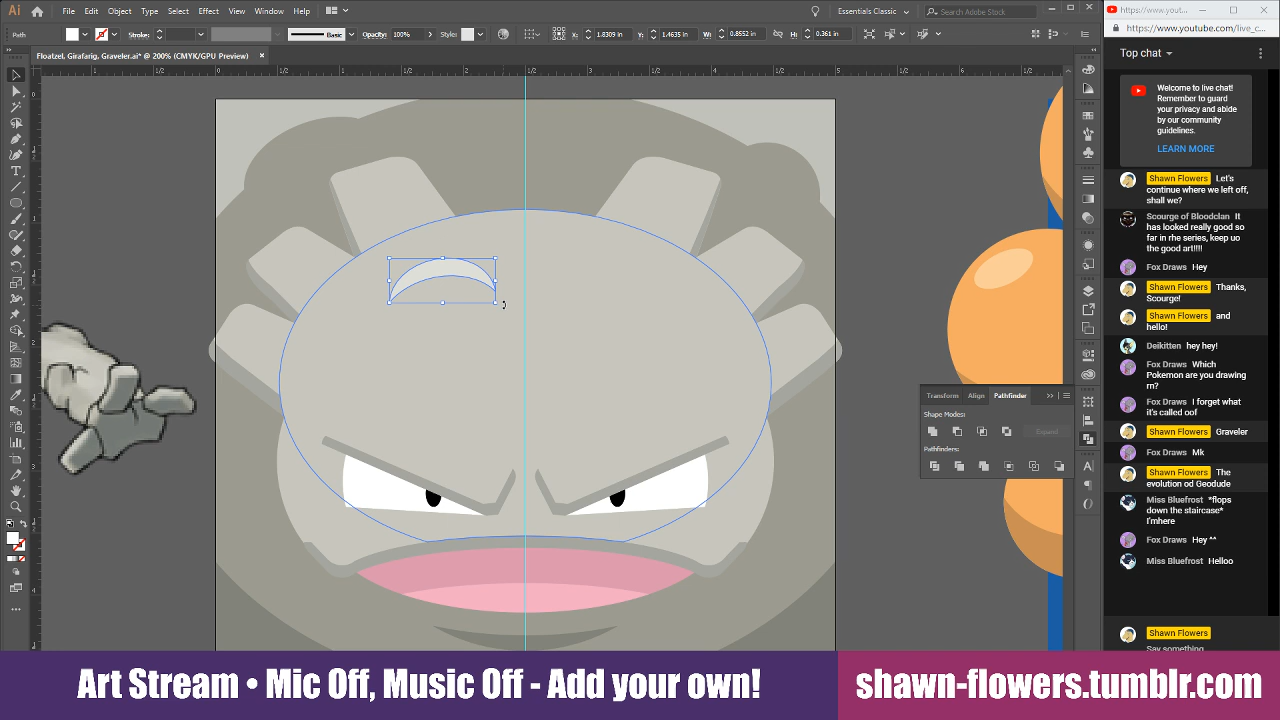 Ai File Edit Object Type Select Effect View Window Help Essentials Classic Search Adobe Stock
Path Stroke: Basic Opacity: 100% Style: X: 1.8309 in Y: 1.4635 in W: 0.8552 in H: 0.361 in
Floatzel, Girafarig, Graveler.ai* @ 200% (CMYK/GPU Preview)
Transform Align Pathfinder
Shape Modes:
Expand
Pathfinders:
https://www.yout...
https://www.youtube.com/live_c...
Top chat
Welcome to live chat!
Remember to guard
your privacy and abide
by our community
guidelines.
LEARN MORE
Shawn Flowers Let's
continue where we left off,
shall we?
Scourge of Bloodclan It
has looked really good so
far in rhe series, keep uo
the good art!!!!
Fox Draws Hey
Shawn Flowers Thanks,
Scourge!
Shawn Flowers and
hello!
Deikitten hey hey!
Fox Draws Which
Pokemon are you drawing
rn?
Fox Draws I forget what
it's called oof
Shawn Flowers Graveler
Fox Draws Mk
Shawn Flowers The
evolution od Geodude
Miss Bluefrost *flops
down the staircase*
I'mhere
Fox Draws Hey ^^
Miss Bluefrost Helloo
Shawn Flowers
Say something...
Art Stream • Mic Off, Music Off - Add your own!
shawn-flowers.tumblr.com